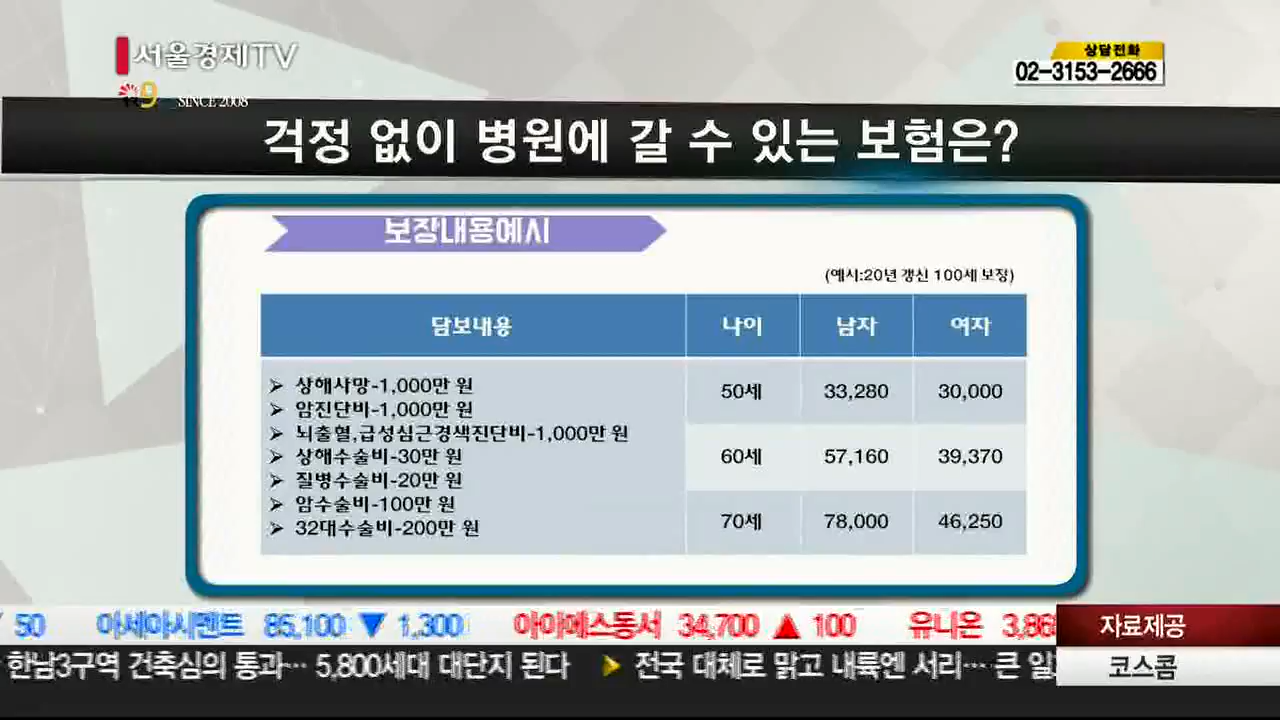 서울경제TV
상담전화
02-3153-2666
9 SINCE 2008
걱정 없이 병원에 갈 수 있는 보험은?
보장내용예시
(예시:20년 갱신 100세 보장)
담보내용 나이 남자 여자
➢ 상해사망-1,000만 원
➢ 암진단비-1,000만 원
➢ 뇌출혈,급성심근경색진단비-1,000만 원
➢ 상해수술비-30만 원
➢ 질병수술비-20만 원
➢ 암수술비-100만 원
➢ 32대수술비-200만 원
50세 33,280 30,000
60세 57,160 39,370
70세 78,000 46,250
50 아세아시멘트 85,100 ▼ 1,300 아이에스동서 34,700 ▲ 100 유니온 3,86
자료제공
한남3구역 건축심의 통과… 5,800세대 대단지 된다 ▶ 전국 대체로 맑고 내륙엔 서리… 큰 일
코스콤